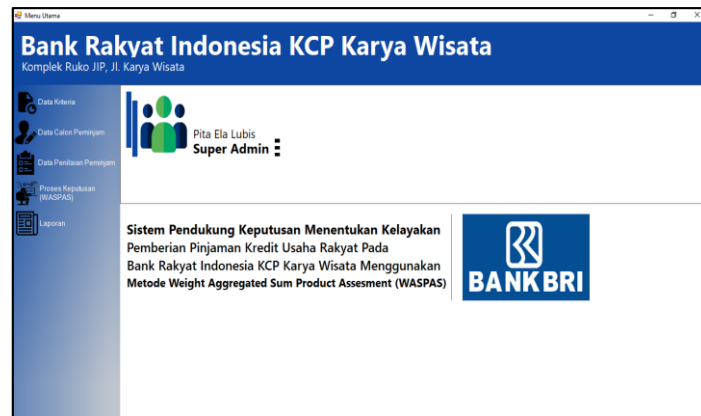 Menu Utama
Bank Rakyat Indonesia KCP Karya Wisata
Komplek Ruko JIP, Jl. Karya Wisata
Data Kriteria
Data Calon Peminjam
Data Penilaian Peminjam
Proses Keputusan
(WASPAS)
Laporan
Pita Ela Lubis
Super Admin
Sistem Pendukung Keputusan Menentukan Kelayakan
Pemberian Pinjaman Kredit Usaha Rakyat Pada
Bank Rakyat Indonesia KCP Karya Wisata Menggunakan
Metode Weight Aggregated Sum Product Assesment (WASPAS)
BANK BRI